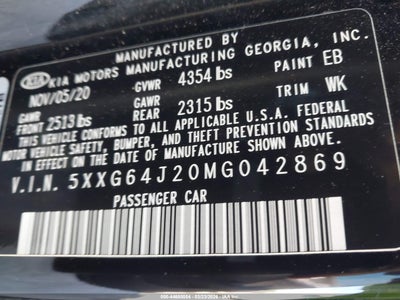 MANUFACTURED BY
KIA KIA MOTORS MANUFACTURING GEORGIA, INC.
NOV/05/20 GVWR 4354 lbs PAINT EB
GAWR FRONT 2513 lbs GAWR REAR 2315 lbs TRIM WK
THIS VEHICLE CONFORMS TO ALL APPLICABLE U.S.A. FEDERAL
MOTOR VEHICLE SAFETY, BUMPER, AND THEFT PREVENTION STANDARDS
IN EFFECT ON THE DATE OF MANUFACTURE SHOWN ABOVE.
V.I.N. 5XXG64J20MG042869
PASSENGER CAR